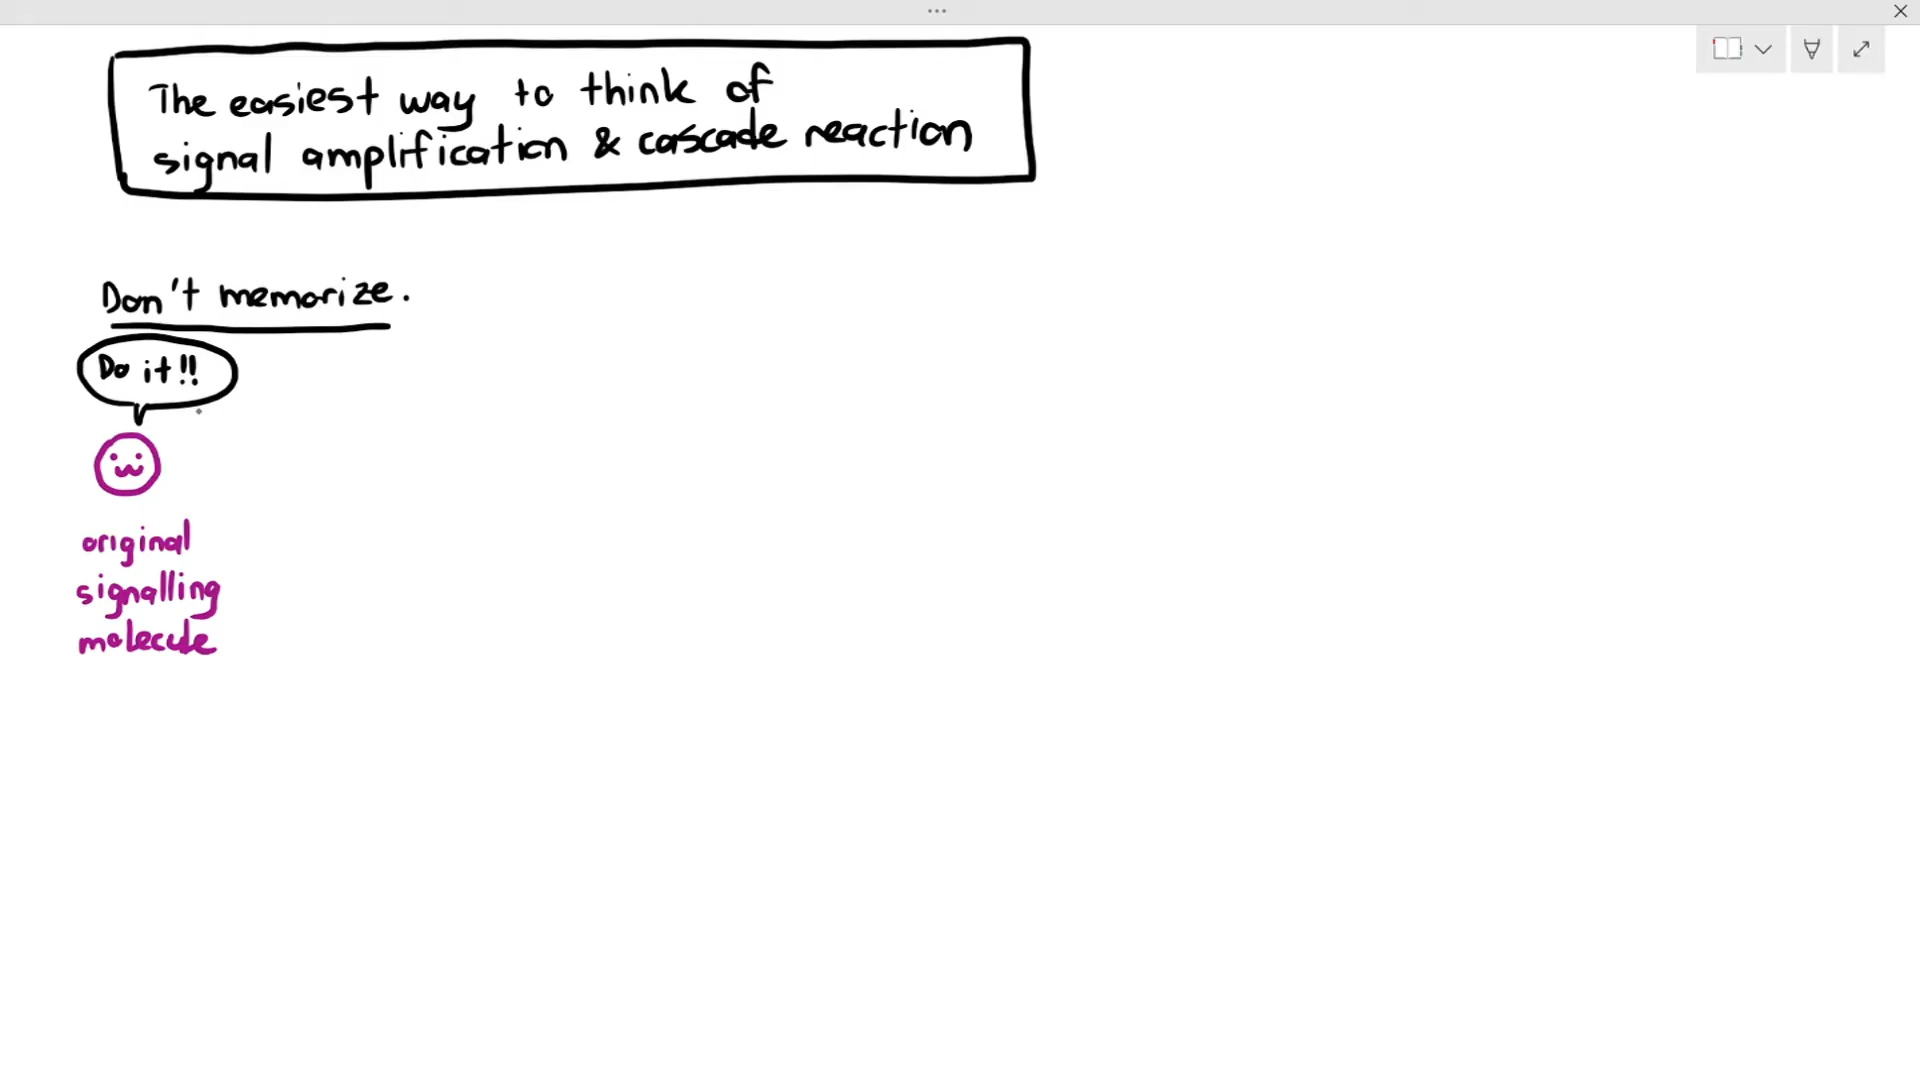 The easiest way to think of
signal amplification & cascade reaction
Don't memorize.
Do it!!
original
signalling
molecule